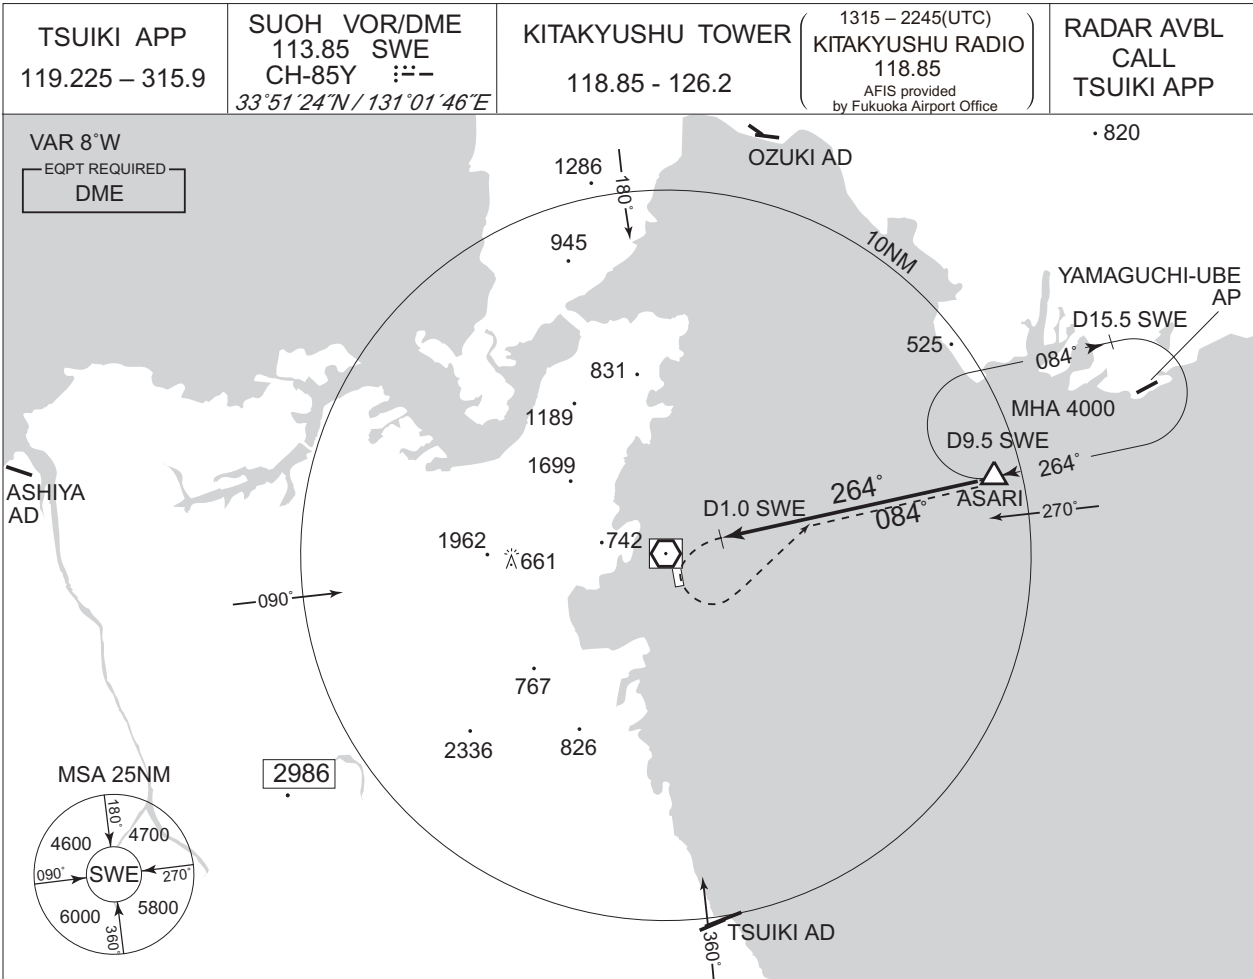 TSUIKI APP
119.225 – 315.9
SUOH VOR/DME
113.85 SWE
CH-85Y
33°51´24˝N / 131°01´46˝E
KITAKYUSHU TOWER
118.85 - 126.2
1315 – 2245(UTC)
KITAKYUSHU RADIO
118.85
AFIS provided
by Fukuoka Airport Office
RADAR AVBL
CALL
TSUIKI APP
VAR 8°W
EQPT REQUIRED
DME
OZUKI AD
820
1286
180°
945
10NM
YAMAGUCHI-UBE
AP
D15.5 SWE
525
084°
831
MHA 4000
1189
D9.5 SWE
1699
264°
ASHIYA
AD
ASARI
264°
D1.0 SWE
084°
270°
1962
661
742
090°
767
2336
826
2986
MSA 25NM
180°
4600
4700
090°
SWE
270°
6000
5800
360°
TSUIKI AD
360°